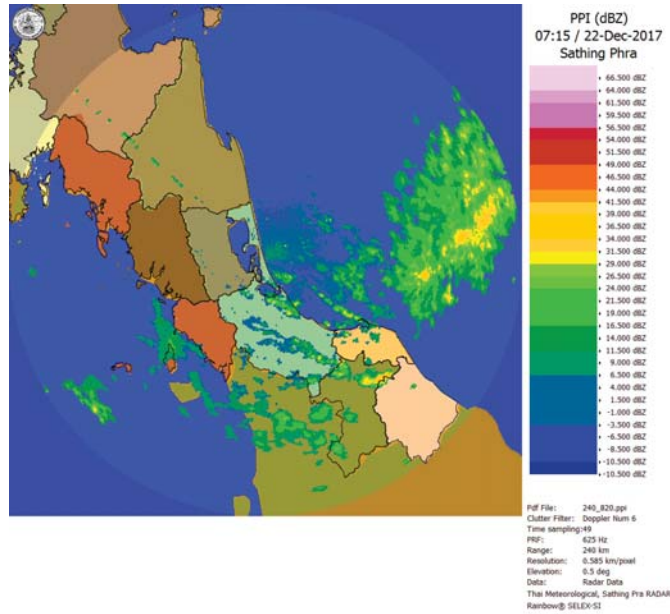 PPI (dBZ)
07:15 / 22-Dec-2017
Sathing Phra
66.500 dBZ
64.000 dBZ
61.500 dBZ
59.500 dBZ
56.500 dBZ
54.000 dBZ
51.500 dBZ
49.000 dBZ
46.500 dBZ
44.000 dBZ
41.500 dBZ
39.000 dBZ
36.500 dBZ
34.000 dBZ
31.500 dBZ
29.000 dBZ
26.500 dBZ
24.000 dBZ
21.500 dBZ
19.000 dBZ
16.500 dBZ
14.000 dBZ
11.500 dBZ
9.000 dBZ
6.500 dBZ
4.000 dBZ
1.500 dBZ
-1.000 dBZ
-3.500 dBZ
-6.500 dBZ
-8.500 dBZ
-10.500 dBZ
-10.500 dBZ
Pdf File: 240_820.ppi
Clutter Filter: Doppler Num 6
Time sampling:49
PRF: 625 Hz
Range: 240 km
Resolution: 0.585 km/pixel
Elevation: 0.5 deg
Data: Radar Data
Thai Meteorological, Sathing Pra RADAR
Rainbow® SELEX-SI